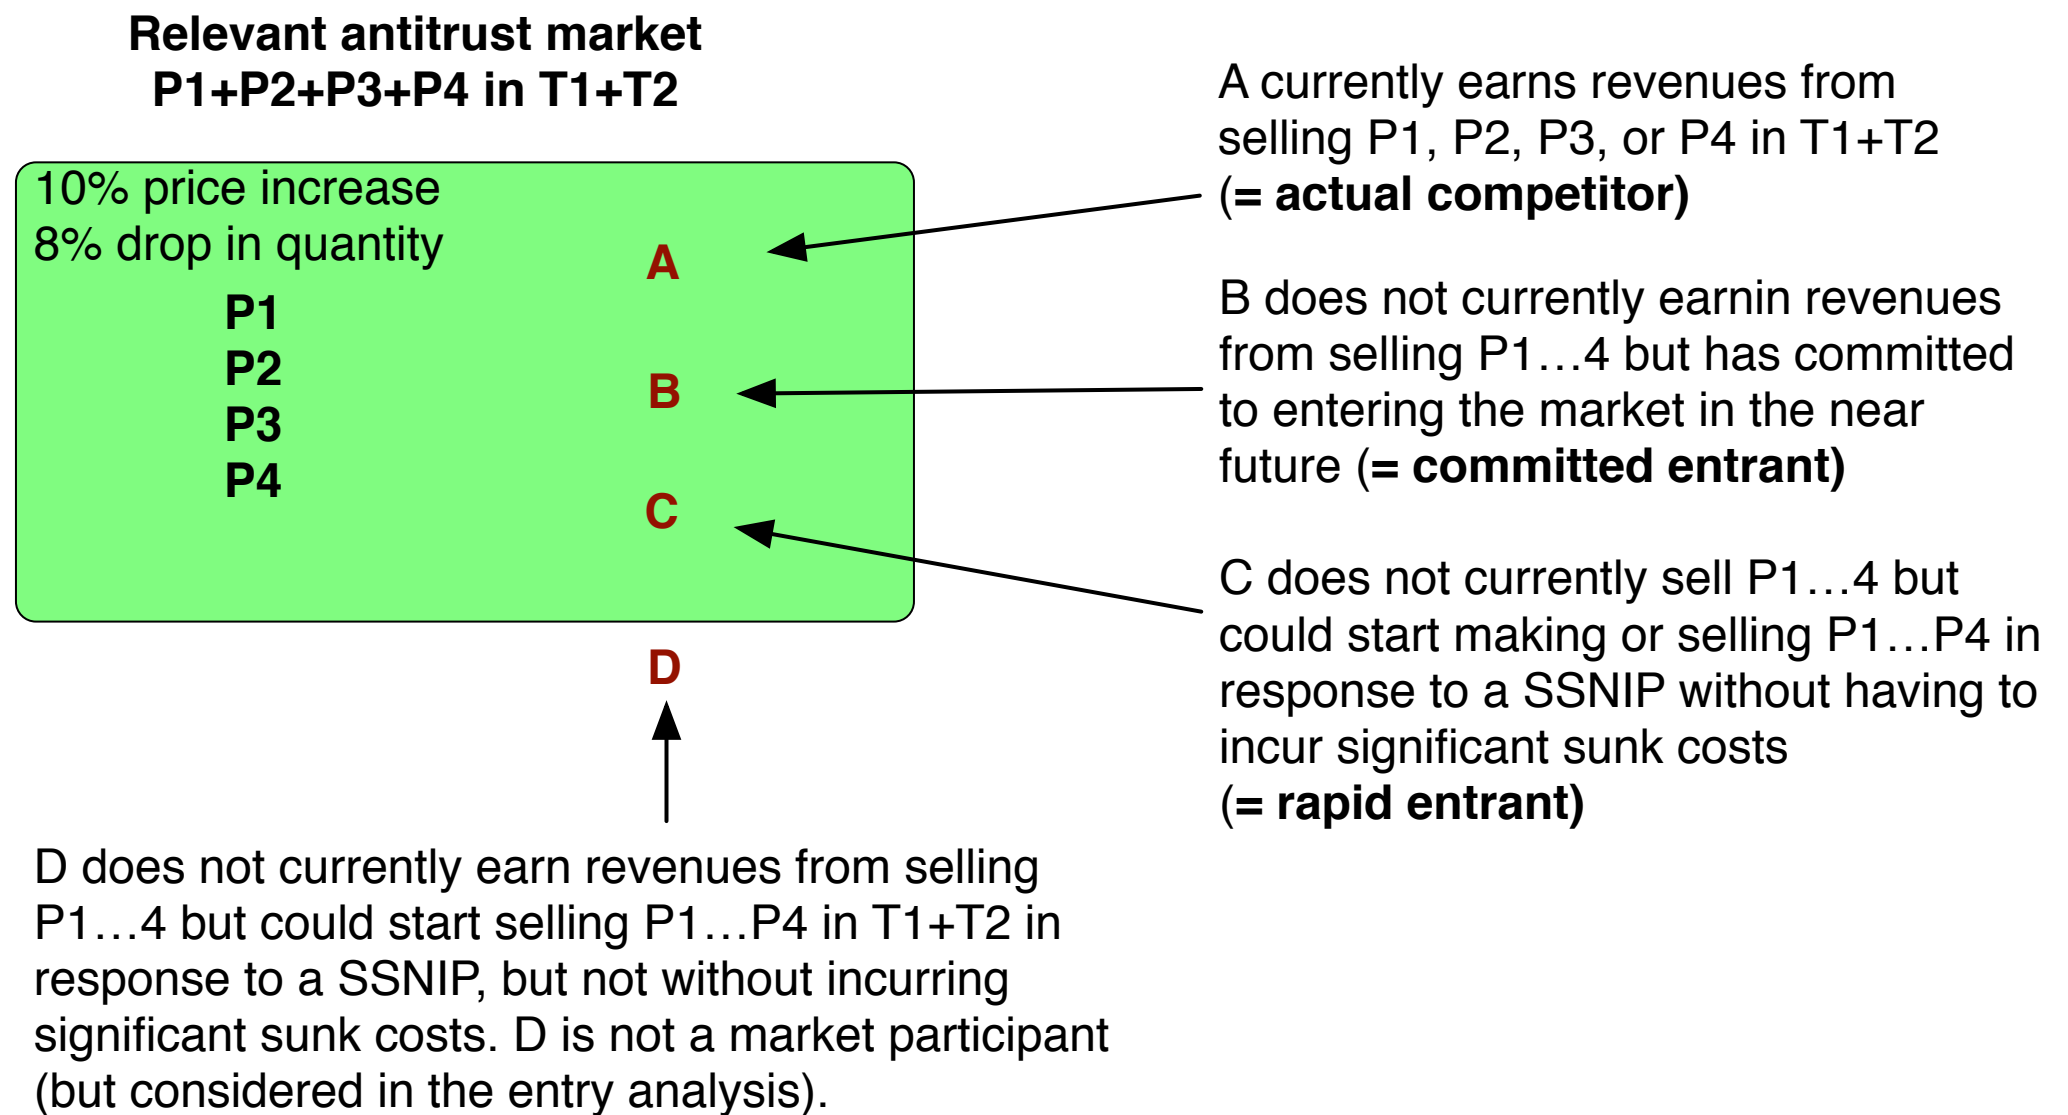 Relevant antitrust market
P1+P2+P3+P4 in T1+T2
10% price increase
8% drop in quantity
P1
P2
P3
P4
A
B
C
D
A currently earns revenues from
selling P1, P2, P3, or P4 in T1+T2
(= actual competitor)
B does not currently earnin revenues
from selling P1…4 but has committed
to entering the market in the near
future (= committed entrant)
C does not currently sell P1…4 but
could start making or selling P1…P4 in
response to a SSNIP without having to
incur significant sunk costs
(= rapid entrant)
D does not currently earn revenues from selling
P1…4 but could start selling P1…P4 in T1+T2 in
response to a SSNIP, but not without incurring
significant sunk costs. D is not a market participant
(but considered in the entry analysis).